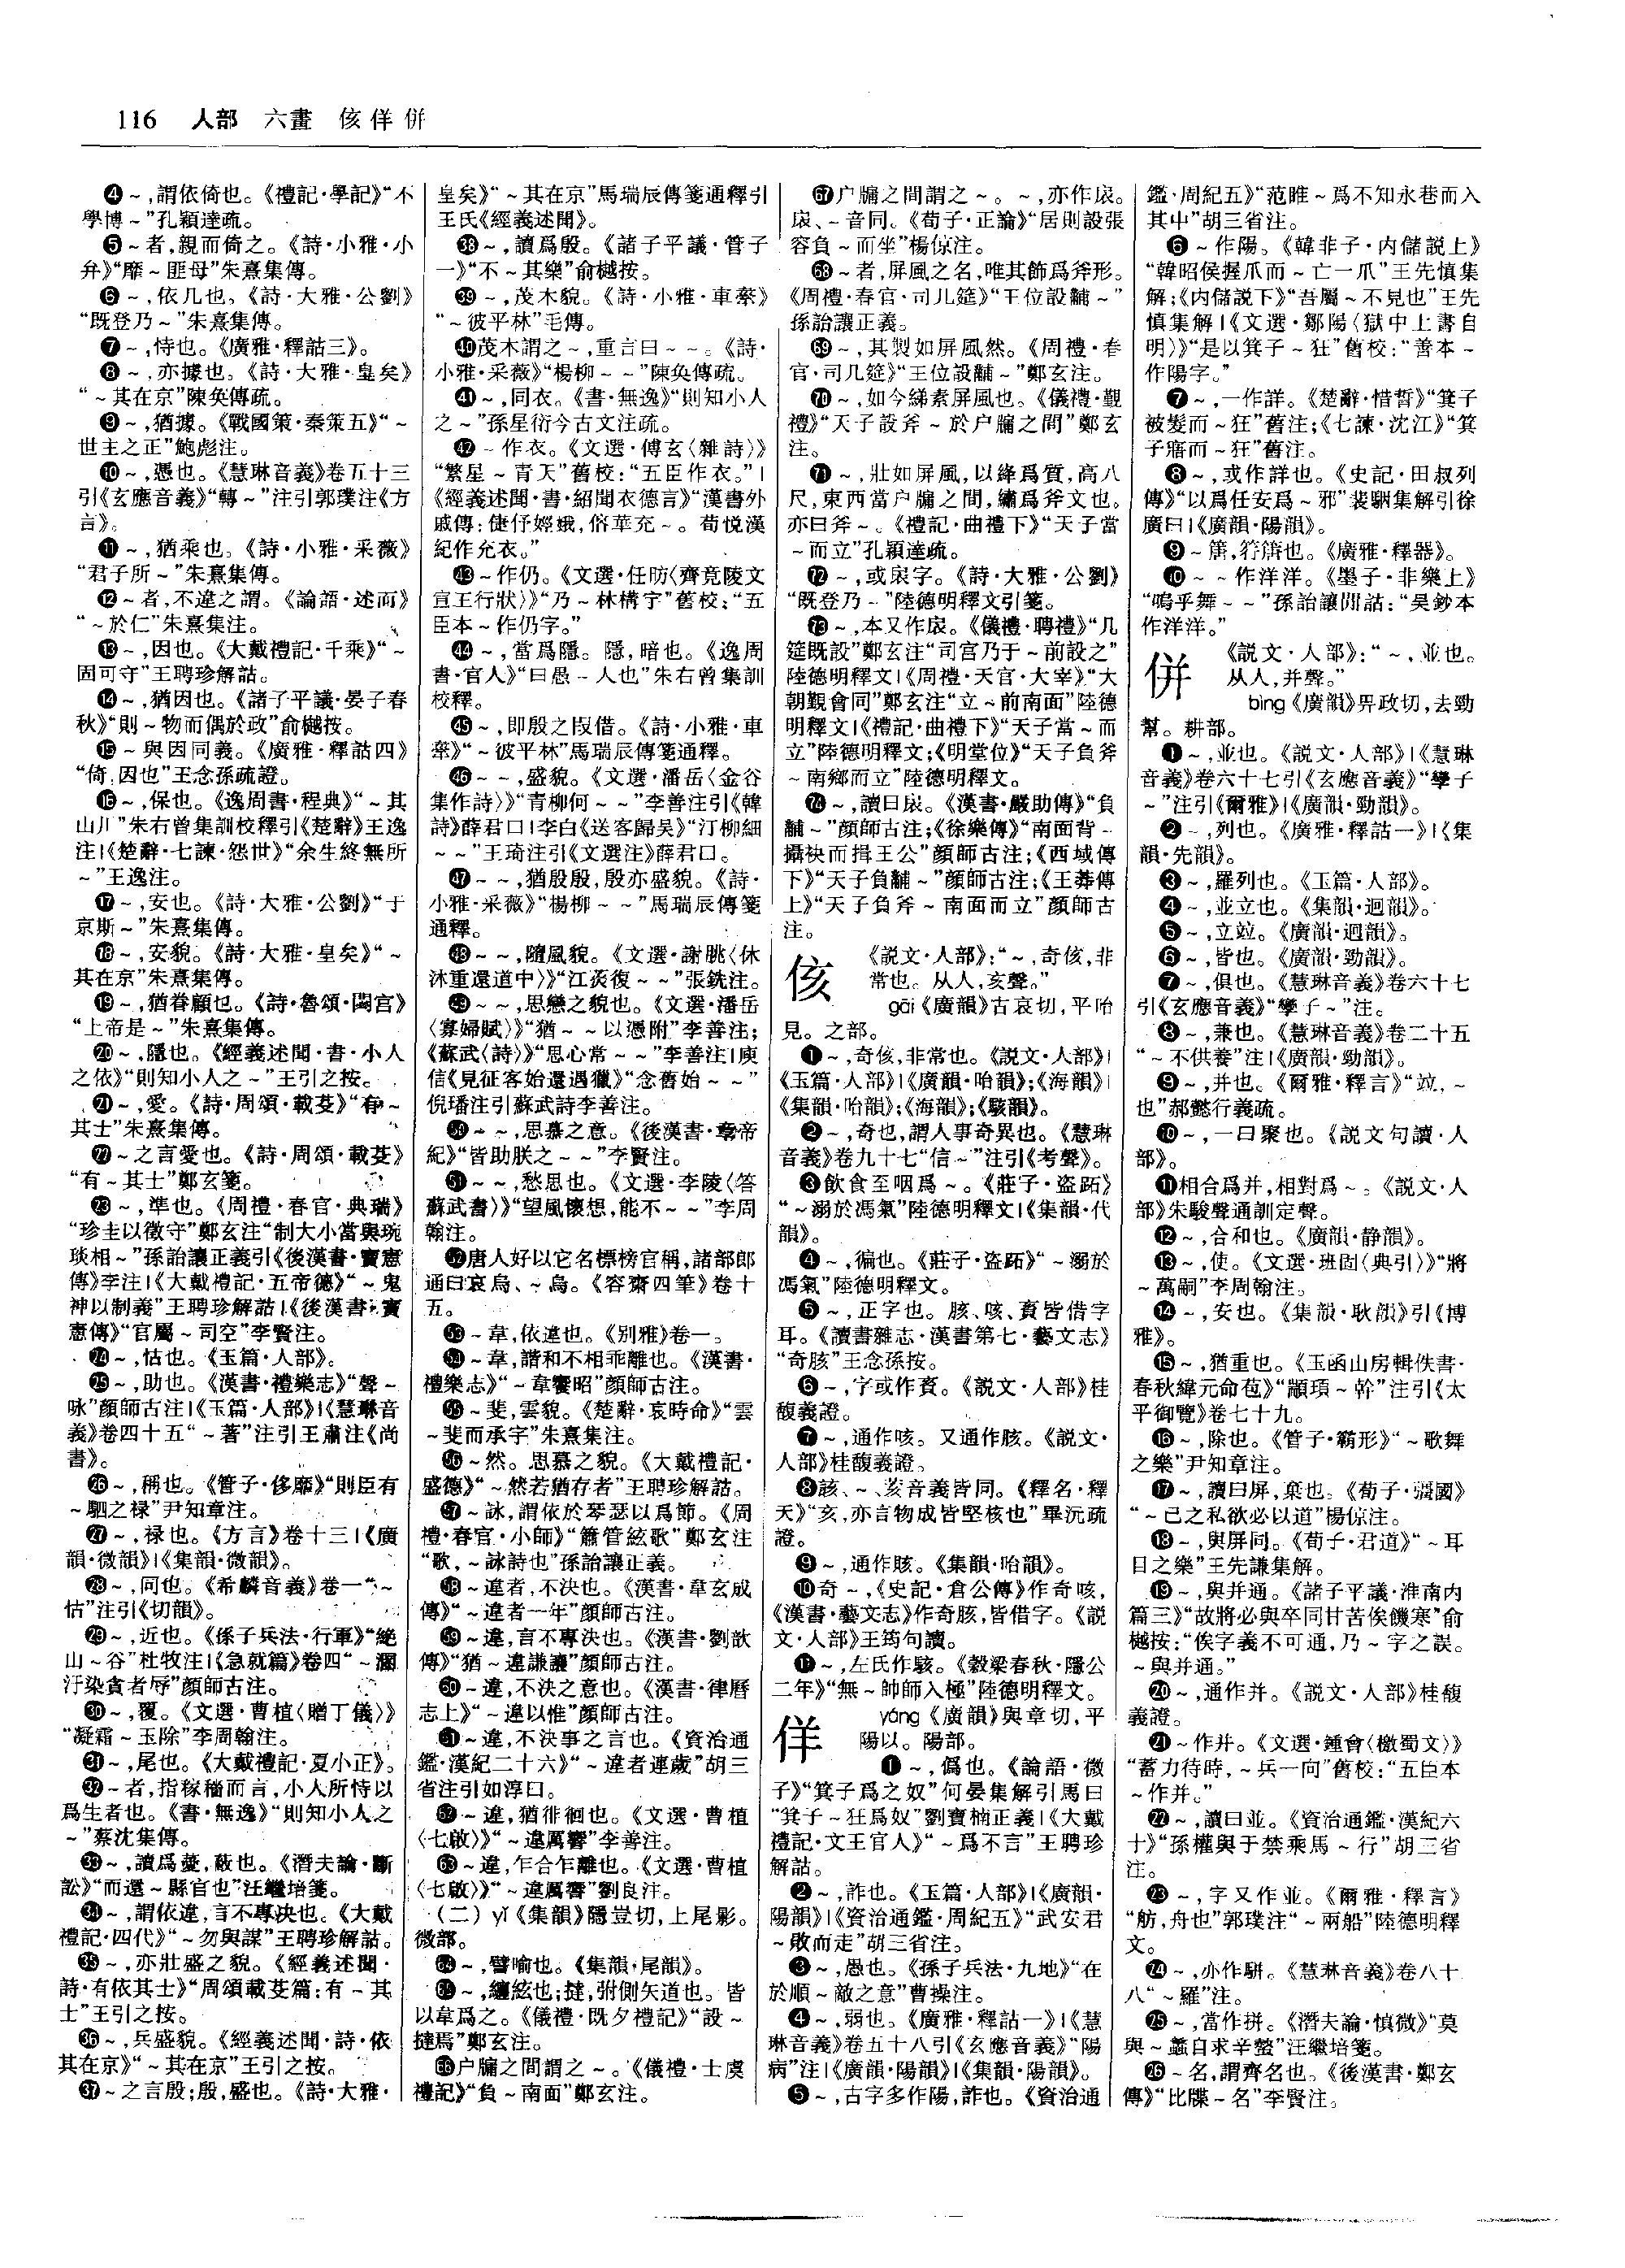 116 人部 六畫 侅佯併
❹～,謂依倚也。《禮記·學記》“不
學博～”孔穎達疏。
❺～者,親而倚之。《詩·小雅·小
弁》“靡～匪母”朱熹集傳。
❻～,依几也。《詩·大雅·公劉》
“既登乃～”朱熹集傳。
❼～,恃也。《廣雅·釋詁三》。
❽～,亦據也。《詩·大雅·皇矣》
“～其在京”陳奂傳疏。
❾～,猶據。《戰國策·秦策五》“～
世主之正”鮑彪注。
❿～,憑也。《慧琳音義》卷五十三
引《玄應音義》“轉～”注引郭璞注《方
言》。
⓫～,猶乘也。《詩·小雅·采薇》
“君子所～”朱熹集傳。
⓬～者,不違之謂。《論語·述而》
“～於仁”朱熹集注。
⓭～,因也。《大戴禮記·千乘》“～
固可守”王聘珍解詁。
⓮～,猶因也。《諸子平議·晏子春
秋》“則～物而偶於政”俞樾按。
⓯～與因同義。《廣雅·釋詁四》
“倚,因也”王念孫疏證。
⓰～,保也。《逸周書·程典》“～其
山川”朱右曾集訓校釋引《楚辭》王逸
注|《楚辭·七諫·怨世》“余生終無所
～”王逸注。
⓱～,安也。《詩·大雅·公劉》“于
京斯～”朱熹集傳。
⓲～,安貌。《詩·大雅·皇矣》“～
其在京”朱熹集傳。
⓳～,猶眷顧也。《詩·魯頌·閟宫》
“上帝是～”朱熹集傳。
⓴～,隱也。《經義述聞·書·小人
之依》“則知小人之～”王引之按。
㉑～,愛。《詩·周頌·載芟》“有～
其士”朱熹集傳。
㉒～之言愛也。《詩·周頌·載芟》
“有～其士”鄭玄箋。
㉓～,準也。《周禮·春官·典瑞》
“珍圭以徵守”鄭玄注“制大小當與琬
琰相～”孫詒讓正義引《後漢書·竇憲
傳》李注|《大戴禮記·五帝德》“～鬼
神以制義”王聘珍解詁|《後漢書·竇
憲傳》“官屬～司空”李賢注。
㉔～,怙也。《玉篇·人部》。
㉕～,助也。《漢書·禮樂志》“聲～
咏”顔師古注|《玉篇·人部》|《慧琳音
義》卷四十五“～著”注引王肅注《尚
書》。
㉖～,稱也。《管子·侈靡》“則臣有
～駟之禄”尹知章注。
㉗～,禄也。《方言》卷十三|《廣
韻·微韻》|《集韻·微韻》。
㉘～,同也。《希麟音義》卷一“～
怙”注引《切韻》。
㉙～,近也。《孫子兵法·行軍》“絶
山～谷”杜牧注|《急就篇》卷四“～溷
汙染貪者辱”顔師古注。
㉚～,覆。《文選·曹植〈贈丁儀〉》
“凝霜～玉除”李周翰注。
㉛～,尾也。《大戴禮記·夏小正》。
㉜～者,指稼穡而言,小人所恃以
爲生者也。《書·無逸》“則知小人之
～”蔡沈集傳。
㉝～,讀爲薆,蔽也。《潛夫論·斷
訟》“而還～縣官也”汪繼培箋。
㉞～,謂依違,言不專決也。《大戴
禮記·四代》“～勿與謀”王聘珍解詁。
㉟～,亦壯盛之貌。《經義述聞·
詩·有依其士》“周頌載芟篇:有～其
士”王引之按。
㊱～,兵盛貌。《經義述聞·詩·依
其在京》“～其在京”王引之按。
㊲～之言殷;殷,盛也。《詩·大雅·
皇矣》“～其在京”馬瑞辰傳箋通釋引
王氏《經義述聞》。
㊳～,讀爲殷。《諸子平議·管子
一》“不～其樂”俞樾按。
㊴～,茂木貌。《詩·小雅·車舝》
“～彼平林”毛傳。
㊵茂木謂之～,重言曰～～。《詩·
小雅·采薇》“楊柳～～”陳奂傳疏。
㊶～,同衣。《書·無逸》“則知小人
之～”孫星衍今古文注疏。
㊷～作衣。《文選·傅玄〈雜詩〉》
“繁星～青天”舊校:“五臣作衣。”|
《經義述聞·書·紹聞衣德言》“漢書外
戚傳:倢伃嫇娥,俗華充～。荀悦漢
紀作充衣。”
㊸～作仍。《文選·任昉〈齊竟陵文
宣王行狀〉》“乃～林構宇”舊校:“五
臣本～作仍字。”
㊹～,當爲隱。隱,暗也。《逸周
書·官人》“曰愚～人也”朱右曾集訓
校釋。
㊺～,即殷之叚借。《詩·小雅·車
舝》“～彼平林”馬瑞辰傳箋通釋。
㊻～～,盛貌。《文選·潘岳〈金谷
集作詩〉》“青柳何～～”李善注引《韓
詩》薛君曰|李白《送客歸吴》“汀柳細
～～”王琦注引《文選注》薛君曰。
㊼～～,猶殷殷,殷亦盛貌。《詩·
小雅·采薇》“楊柳～～”馬瑞辰傳箋
通釋。
㊽～～,隨風貌。《文選·謝朓〈休
沐重還道中〉》“江菼復～～”張銑注。
㊾～～,思戀之貌也。《文選·潘岳
〈寡婦賦〉》“猶～～以憑附”李善注;
《蘇武〈詩〉》“思心常～～”李善注|庾
信《見征客始還遇獵》“念舊始～～”
倪璠注引蘇武詩李善注。
㊿～～,思慕之意。《後漢書·章帝
紀》“皆助朕之～～”李賢注。
51～～,愁思也。《文選·李陵〈答
蘇武書〉》“望風懷想,能不～～”李周
翰注。
52唐人好以它名標榜官稱,諸部郎
通曰哀烏、～烏。《容齋四筆》卷十
五。
53～韋,依違也。《别雅》卷一。
54～韋,諧和不相乖離也。《漢書·
禮樂志》“～韋饗昭”顔師古注。
55～斐,雲貌。《楚辭·哀時命》“雲
～斐而承宇”朱熹集注。
56～然。思慕之貌。《大戴禮記·
盛德》“～然若猶存者”王聘珍解詁。
57～詠,謂依於琴瑟以爲節。《周
禮·春官·小師》“簫管絃歌”鄭玄注
“歌,～詠詩也”孫詒讓正義。
58～違者,不決也。《漢書·韋玄成
傳》“～違者一年”顔師古注。
59～違,言不專決也。《漢書·劉歆
傳》“猶～違謙讓”顔師古注。
60～違,不決之意也。《漢書·律曆
志上》“～違以惟”顔師古注。
61～違,不決事之言也。《資治通
鑑·漢紀二十六》“～違者連歲”胡三
省注引如淳曰。
62～違,猶徘徊也。《文選·曹植
〈七啟〉》“～違厲響”李善注。
63～違,乍合乍離也。《文選·曹植
〈七啟〉》“～違厲響”劉良注。
(二) yǐ《集韻》隱豈切,上尾影。
微部。
64～,譬喻也。《集韻·尾韻》。
65～,纏絃也;㧺,弣側矢道也。皆
以韋爲之。《儀禮·既夕禮記》“設～
撻焉”鄭玄注。
66户牖之間謂之～。《儀禮·士虞
禮記》“負～南面”鄭玄注。
67户牖之間謂之～。～,亦作扆。
扆、～音同。《荀子·正論》“居則設張
容負～而坐”楊倞注。
68～者,屏風之名,唯其飾爲斧形。
《周禮·春官·司几筵》“王位設黼～”
孫詒讓正義。
69～,其製如屏風然。《周禮·春
官·司几筵》“王位設黼～”鄭玄注。
70～,如今綈素屏風也。《儀禮·覲
禮》“天子設斧～於户牖之間”鄭玄
注。
71～,壯如屏風,以絳爲質,高八
尺,東西當户牖之間,繡爲斧文也。
亦曰斧～。《禮記·曲禮下》“天子當
～而立”孔穎達疏。
72～,或扆字。《詩·大雅·公劉》
“既登乃～”陸德明釋文引箋。
73～,本又作扆。《儀禮·聘禮》“几
筵既設”鄭玄注“司宫乃于～前設之”
陸德明釋文|《周禮·天官·大宰》“大
朝覲會同”鄭玄注“立～前南面”陸德
明釋文|《禮記·曲禮下》“天子當～而
立”陸德明釋文;《明堂位》“天子負斧
～南鄉而立”陸德明釋文。
74～,讀曰扆。《漢書·嚴助傳》“負
黼～”顔師古注;《徐樂傳》“南面背～
攝袂而揖王公”顔師古注;《西域傳
下》“天子負黼～”顔師古注;《王莽傳
上》“天子負斧～南面而立”顔師古
注。
侅 《説文·人部》:“～,奇侅,非
常也。从人,亥聲。”
gāi《廣韻》古哀切,平咍
見。之部。
❶～,奇侅,非常也。《説文·人部》|
《玉篇·人部》|《廣韻·咍韻》;《海韻》|
《集韻·咍韻》;《海韻》;《駭韻》。
❷～,奇也,謂人事奇異也。《慧琳
音義》卷九十七“信～”注引《考聲》。
❸飲食至咽爲～。《莊子·盗跖》
“～溺於馮氣”陸德明釋文|《集韻·代
韻》。
❹～,徧也。《莊子·盗跖》“～溺於
馮氣”陸德明釋文。
❺～,正字也。胲、咳、賌皆借字
耳。《讀書雜志·漢書第七·藝文志》
“奇胲”王念孫按。
❻～,字或作賌。《説文·人部》桂
馥義證。
❼～,通作咳。又通作胲。《説文·
人部》桂馥義證。
❽該、～、荄音義皆同。《釋名·釋
天》“亥,亦言物成皆堅核也”畢沅疏
證。
❾～,通作賅。《集韻·咍韻》。
❿奇～,《史記·倉公傳》作奇咳,
《漢書·藝文志》作奇胲,皆借字。《説
文·人部》王筠句讀。
⓫～,左氏作駭。《穀梁春秋·隱公
二年》“無～帥師入極”陸德明釋文。
佯 yáng《廣韻》與章切,平
陽以。陽部。
❶～,僞也。《論語·微
子》“箕子爲之奴”何晏集解引馬曰
“箕子～狂爲奴”劉寶楠正義|《大戴
禮記·文王官人》“～爲不言”王聘珍
解詁。
❷～,詐也。《玉篇·人部》|《廣韻·
陽韻》|《資治通鑑·周紀五》“武安君
～敗而走”胡三省注。
❸～,愚也。《孫子兵法·九地》“在
於順～敵之意”曹操注。
❹～,弱也。《廣雅·釋詁一》|《慧
琳音義》卷五十八引《玄應音義》“陽
病”注|《廣韻·陽韻》|《集韻·陽韻》。
❺～,古字多作陽,詐也。《資治通
鑑·周紀五》“范睢～爲不知永巷而入
其中”胡三省注。
❻～作陽。《韓非子·内儲説上》
“韓昭侯握爪而～亡一爪”王先慎集
解;《内儲説下》“吾屬～不見也”王先
慎集解|《文選·鄒陽〈獄中上書自
明〉》“是以箕子～狂”舊校:“善本～
作陽字。”
❼～,一作詳。《楚辭·惜誓》“箕子
被髮而～狂”舊注;《七諫·沈江》“箕
子寤而～狂”舊注。
❽～,或作詳也。《史記·田叔列
傳》“以爲任安爲～邪”裴駰集解引徐
廣曰|《廣韻·陽韻》。
❾～篖,符篖也。《廣雅·釋器》。
❿～～作洋洋。《墨子·非樂上》
“嗚乎舞～～”孫詒讓閒詁:“吴鈔本
作洋洋。”
併 《説文·人部》:“～,並也。
从人,并聲。”
bìng《廣韻》畀政切,去勁
幫。耕部。
❶～,並也。《説文·人部》|《慧琳
音義》卷六十七引《玄應音義》“孿子
～”注引《爾雅》|《廣韻·勁韻》。
❷～,列也。《廣雅·釋詁一》|《集
韻·先韻》。
❸～,羅列也。《玉篇·人部》。
❹～,並立也。《集韻·迥韻》。
❺～,立竝。《廣韻·迥韻》。
❻～,皆也。《廣韻·勁韻》。
❼～,俱也。《慧琳音義》卷六十七
引《玄應音義》“孿子～”注。
❽～,兼也。《慧琳音義》卷二十五
“～不供養”注|《廣韻·勁韻》。
❾～,并也。《爾雅·釋言》“竝,～
也”郝懿行義疏。
❿～,一曰聚也。《説文句讀·人
部》。
⓫相合爲并,相對爲～。《説文·人
部》朱駿聲通訓定聲。
⓬～,合和也。《廣韻·静韻》。
⓭～,使。《文選·班固〈典引〉》“將
～萬嗣”李周翰注。
⓮～,安也。《集韻·耿韻》引《博
雅》。
⓯～,猶重也。《玉函山房輯佚書·
春秋緯元命苞》“顓頊～幹”注引《太
平御覽》卷七十九。
⓰～,除也。《管子·霸形》“～歌舞
之樂”尹知章注。
⓱～,讀曰屏,棄也。《荀子·彊國》
“～己之私欲必以道”楊倞注。
⓲～,與屏同。《荀子·君道》“～耳
目之樂”王先謙集解。
⓳～,與并通。《諸子平議·淮南内
篇三》“故將必與卒同甘苦俟饑寒”俞
樾按:“俟字義不可通,乃～字之誤。
～與并通。”
⓴～,通作并。《説文·人部》桂馥
義證。
㉑～作并。《文選·鍾會〈檄蜀文〉》
“蓄力待時,～兵一向”舊校:“五臣本
～作并。”
㉒～,讀曰並。《資治通鑑·漢紀六
十》“孫權與于禁乘馬～行”胡三省
注。
㉓～,字又作並。《爾雅·釋言》
“舫,舟也”郭璞注“～兩船”陸德明釋
文。
㉔～,亦作駢。《慧琳音義》卷八十
八“～羅”注。
㉕～,當作拼。《潛夫論·慎微》“莫
與～蠚自求辛螫”汪繼培箋。
㉖～名,謂齊名也。《後漢書·鄭玄
傳》“比牒～名”李賢注。